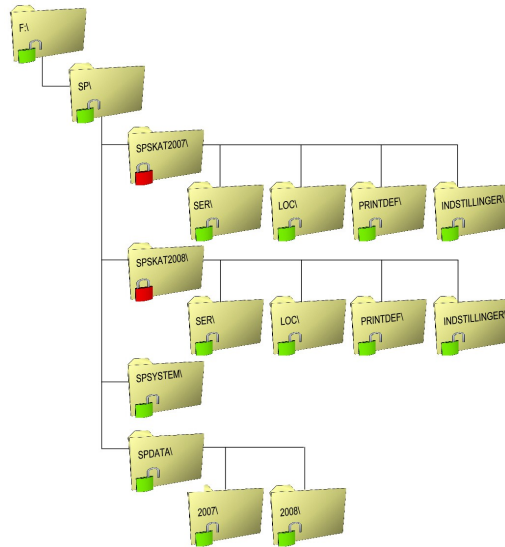 F:\
SP\
SPSKAT2007\
SER\
LOC\
PRINTDEF\
INDSTILLINGER\
SPSKAT2008\
SER\
LOC\
PRINTDEF\
INDSTILLINGER\
SPSYSTEM\
SPDATA\
2007\
2008\